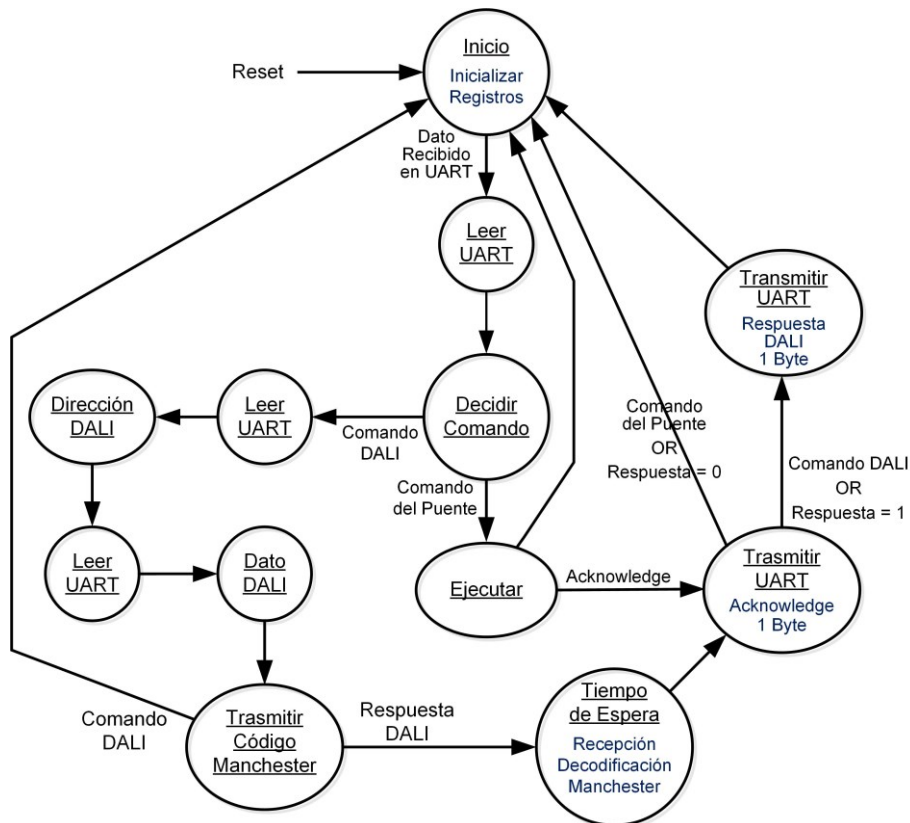 Inicio
Inicializar
Registros
Reset
Dato
Recibido
en UART
Leer
UART
Transmitir
UART
Respuesta
DALI
1 Byte
Dirección
DALI
Leer
UART
Comando
DALI
Decidir
Comando
Comando
del Puente
Comando
del Puente
OR
Respuesta = 0
Comando DALI
OR
Respuesta = 1
Leer
UART
Dato
DALI
Ejecutar
Acknowledge
Trasmitir
UART
Acknowledge
1 Byte
Comando
DALI
Trasmitir
Código
Manchester
Respuesta
DALI
Tiempo
de Espera
Recepción
Decodificación
Manchester